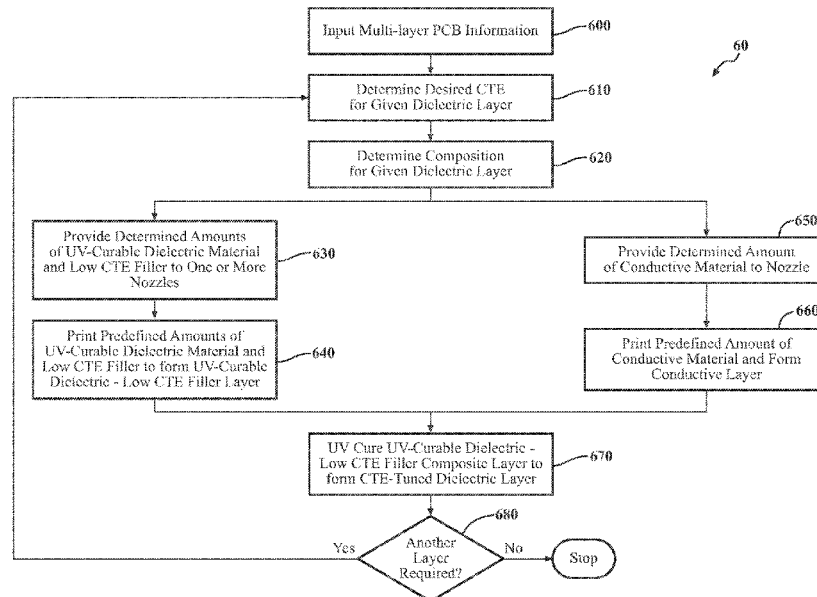 Input Multi-layer PCB Information
600
60
Determine Desired CTE
for Given Dielectric Layer
610
Determine Composition
for Given Dielectric Layer
620
Provide Determined Amounts
of UV-Curable Dielectric Material
and Low CTE Filler to One or More
Nozzles
630
650
Provide Determined Amount
of Conductive Material to Nozzle
Print Predefined Amounts of
UV-Curable Dielectric Material and
Low CTE Filler to form UV-Curable
Dielectric - Low CTE Filler Layer
640
660
Print Predefined Amount of
Conductive Material and Form
Conductive Layer
UV Cure UV-Curable Dielectric -
Low CTE Filler Composite Layer to
form CTE-Tuned Dielectric Layer
670
680
Yes
Another
Layer
Required?
No
Stop